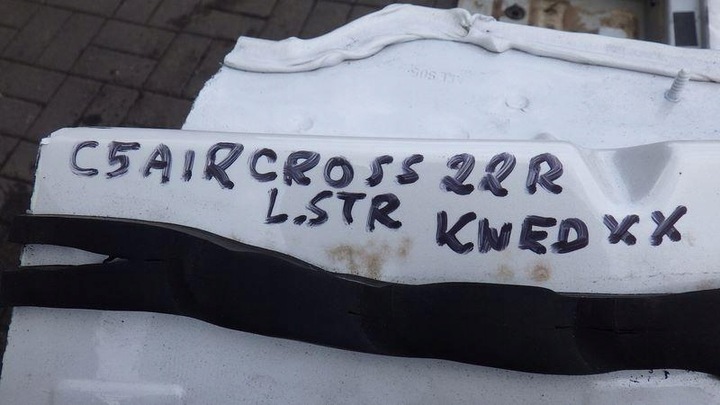 C5 AIRCROSS 22R
L.STR KWED XX